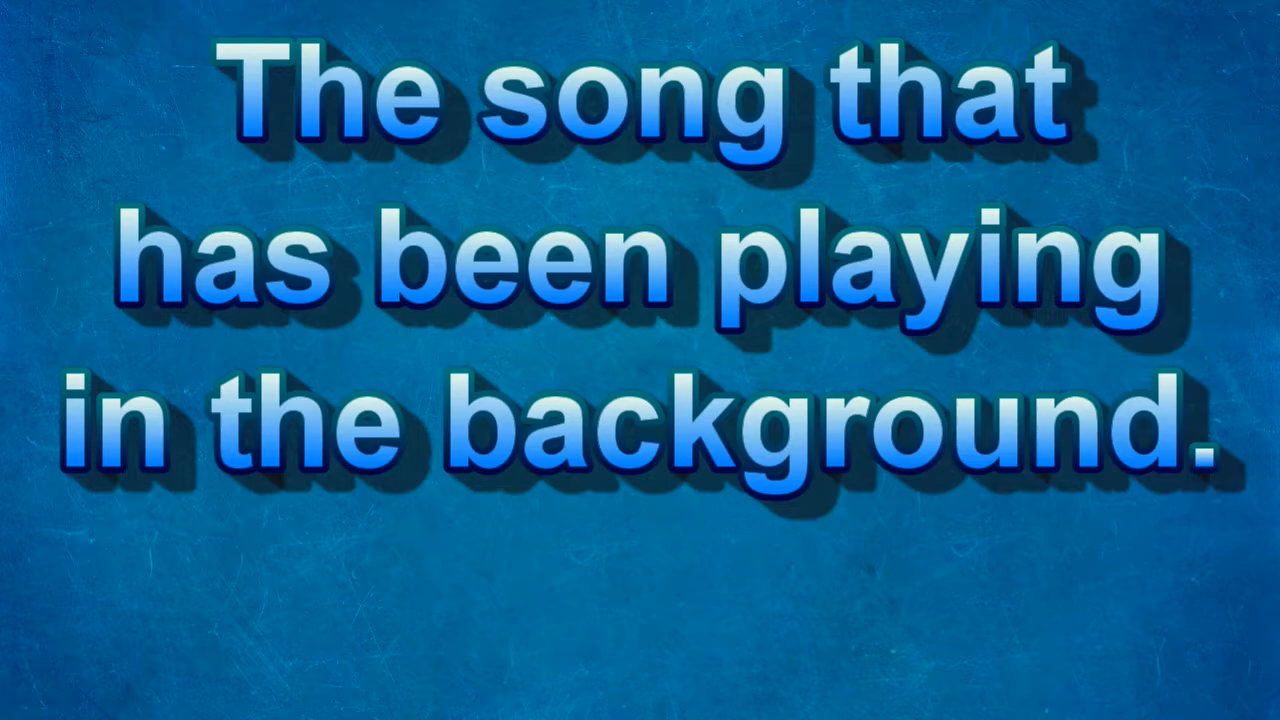 The song that
has been playing
in the background.